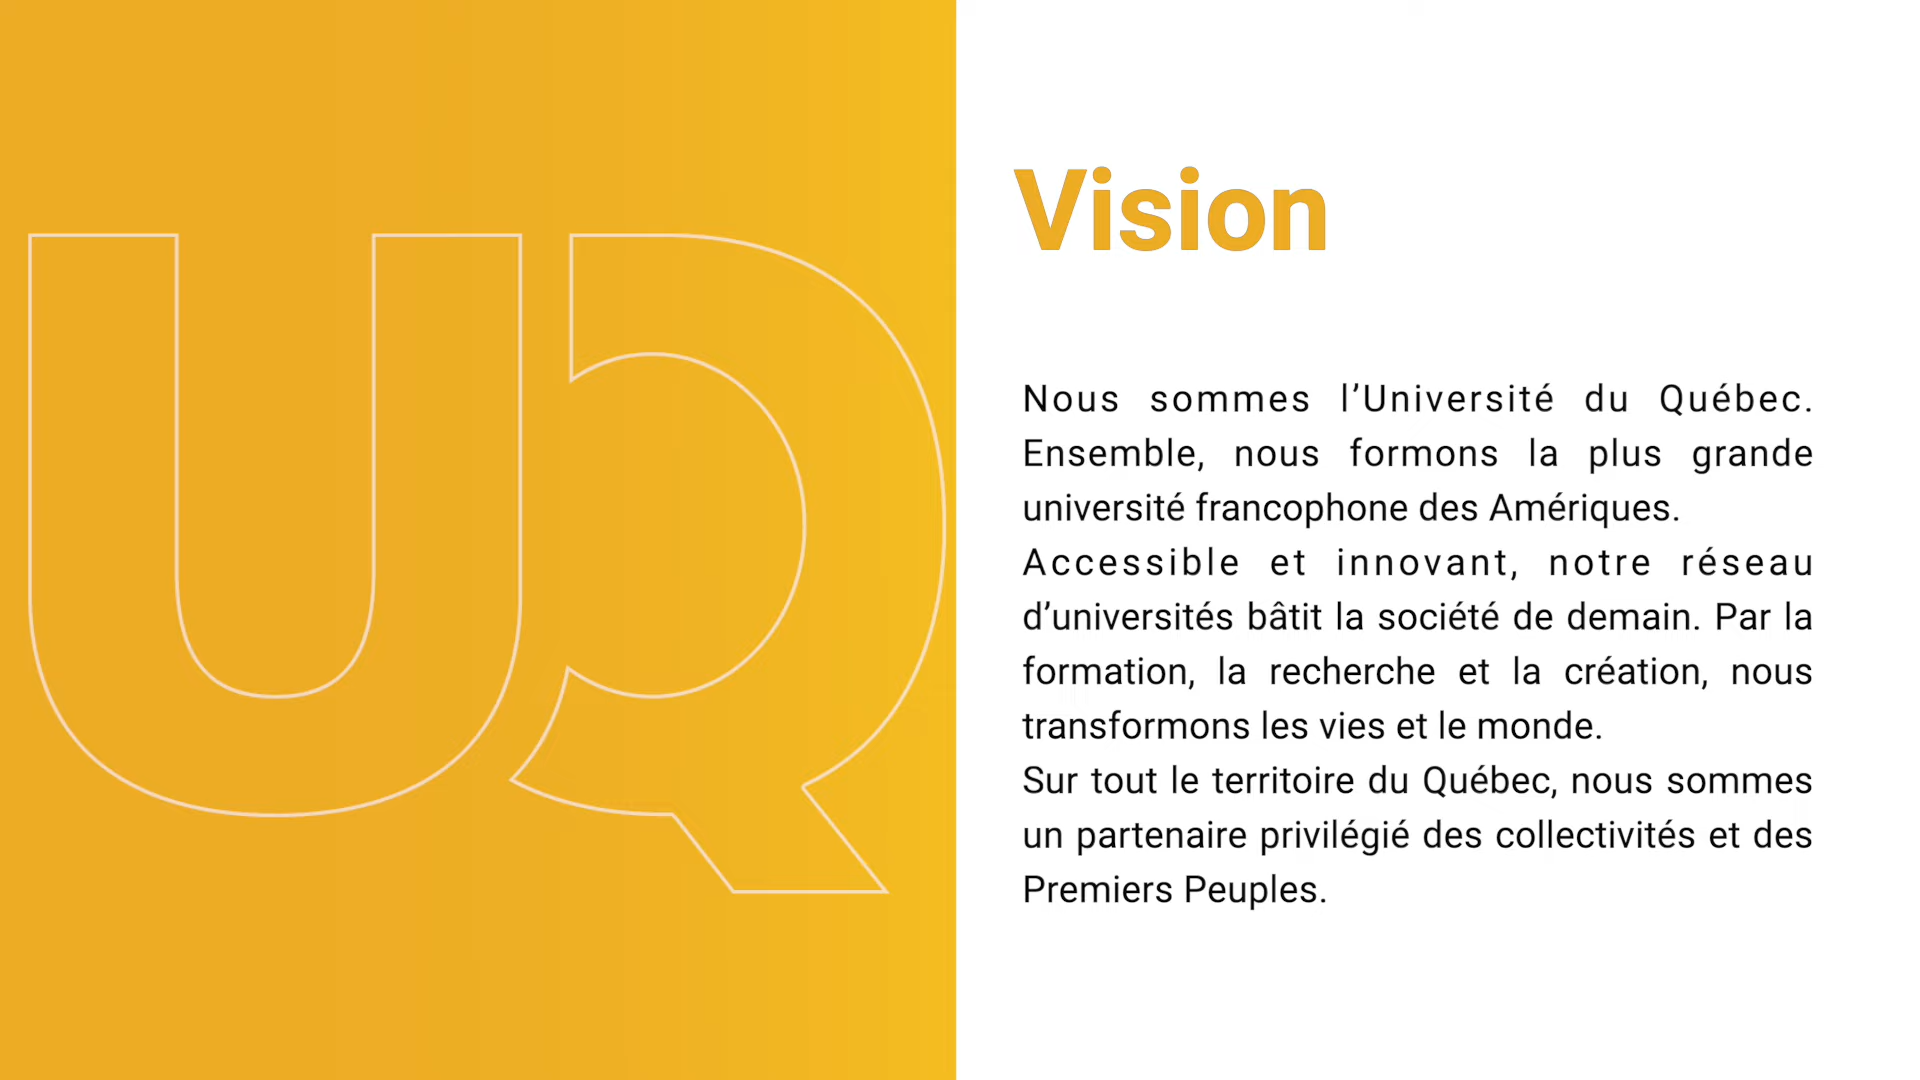 UQ
Vision
Nous sommes l’Université du Québec.
Ensemble, nous formons la plus grande
université francophone des Amériques.
Accessible et innovant, notre réseau
d’universités bâtit la société de demain. Par la
formation, la recherche et la création, nous
transformons les vies et le monde.
Sur tout le territoire du Québec, nous sommes
un partenaire privilégié des collectivités et des
Premiers Peuples.